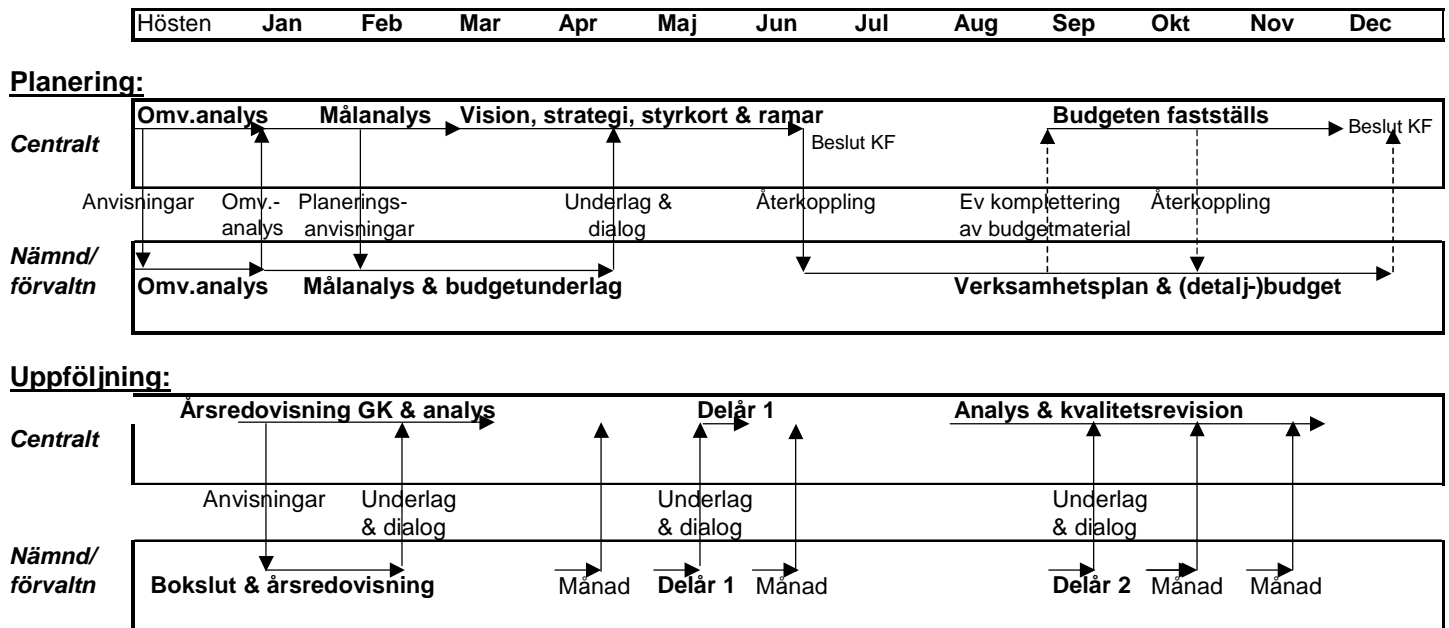 Hösten Jan Feb Mar Apr Maj Jun Jul Aug Sep Okt Nov Dec
Planering:
Omv.analys Målanalys Vision, strategi, styrkort & ramar Budgeten fastställs
Centralt Beslut KF Beslut KF
Anvisningar Omv.- Planerings- Underlag & Återkoppling Ev komplettering Återkoppling
analys anvisningar dialog av budgetmaterial
Nämnd/
förvaltn Omv.analys Målanalys & budgetunderlag Verksamhetsplan & (detalj-)budget
Uppföljning:
Årsredovisning GK & analys Delår 1 Analys & kvalitetsrevision
Centralt
Anvisningar Underlag Underlag Underlag
& dialog & dialog & dialog
Nämnd/
förvaltn Bokslut & årsredovisning Månad Delår 1 Månad Delår 2 Månad Månad